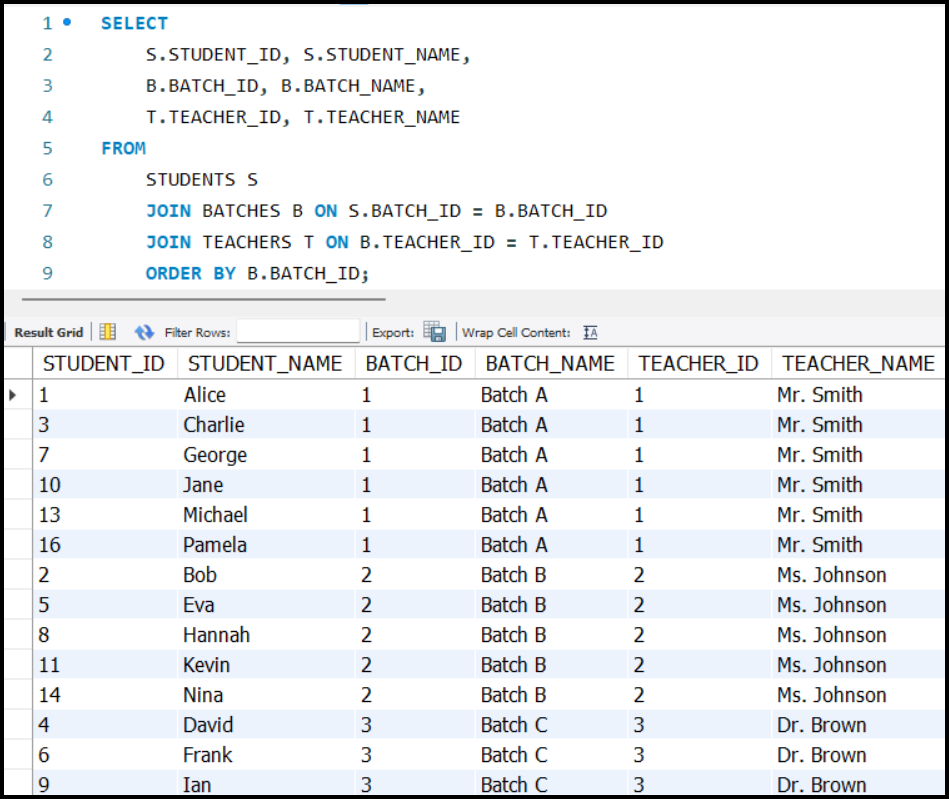 1 SELECT
2 S.STUDENT_ID, S.STUDENT_NAME,
3 B.BATCH_ID, B.BATCH_NAME,
4 T.TEACHER_ID, T.TEACHER_NAME
5 FROM
6 STUDENTS S
7 JOIN BATCHES B ON S.BATCH_ID = B.BATCH_ID
8 JOIN TEACHERS T ON B.TEACHER_ID = T.TEACHER_ID
9 ORDER BY B.BATCH_ID;
Result Grid Filter Rows: Export: Wrap Cell Content: IA
STUDENT_ID STUDENT_NAME BATCH_ID BATCH_NAME TEACHER_ID TEACHER_NAME
1 Alice 1 Batch A 1 Mr. Smith
3 Charlie 1 Batch A 1 Mr. Smith
7 George 1 Batch A 1 Mr. Smith
10 Jane 1 Batch A 1 Mr. Smith
13 Michael 1 Batch A 1 Mr. Smith
16 Pamela 1 Batch A 1 Mr. Smith
2 Bob 2 Batch B 2 Ms. Johnson
5 Eva 2 Batch B 2 Ms. Johnson
8 Hannah 2 Batch B 2 Ms. Johnson
11 Kevin 2 Batch B 2 Ms. Johnson
14 Nina 2 Batch B 2 Ms. Johnson
4 David 3 Batch C 3 Dr. Brown
6 Frank 3 Batch C 3 Dr. Brown
9 Ian 3 Batch C 3 Dr. Brown